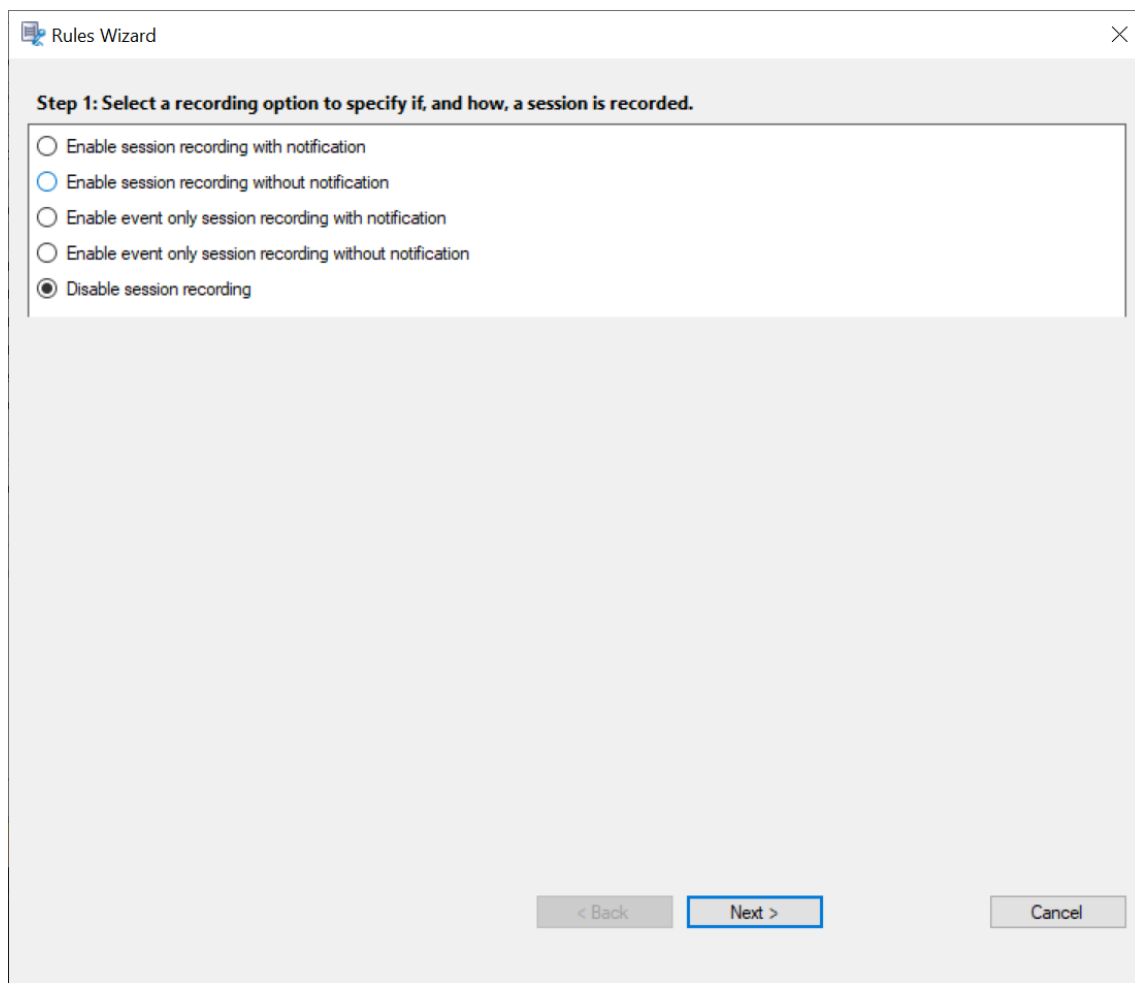 Rules Wizard
Step 1: Select a recording option to specify if, and how, a session is recorded.
Enable session recording with notification
Enable session recording without notification
Enable event only session recording with notification
Enable event only session recording without notification
Disable session recording
< Back Next > Cancel